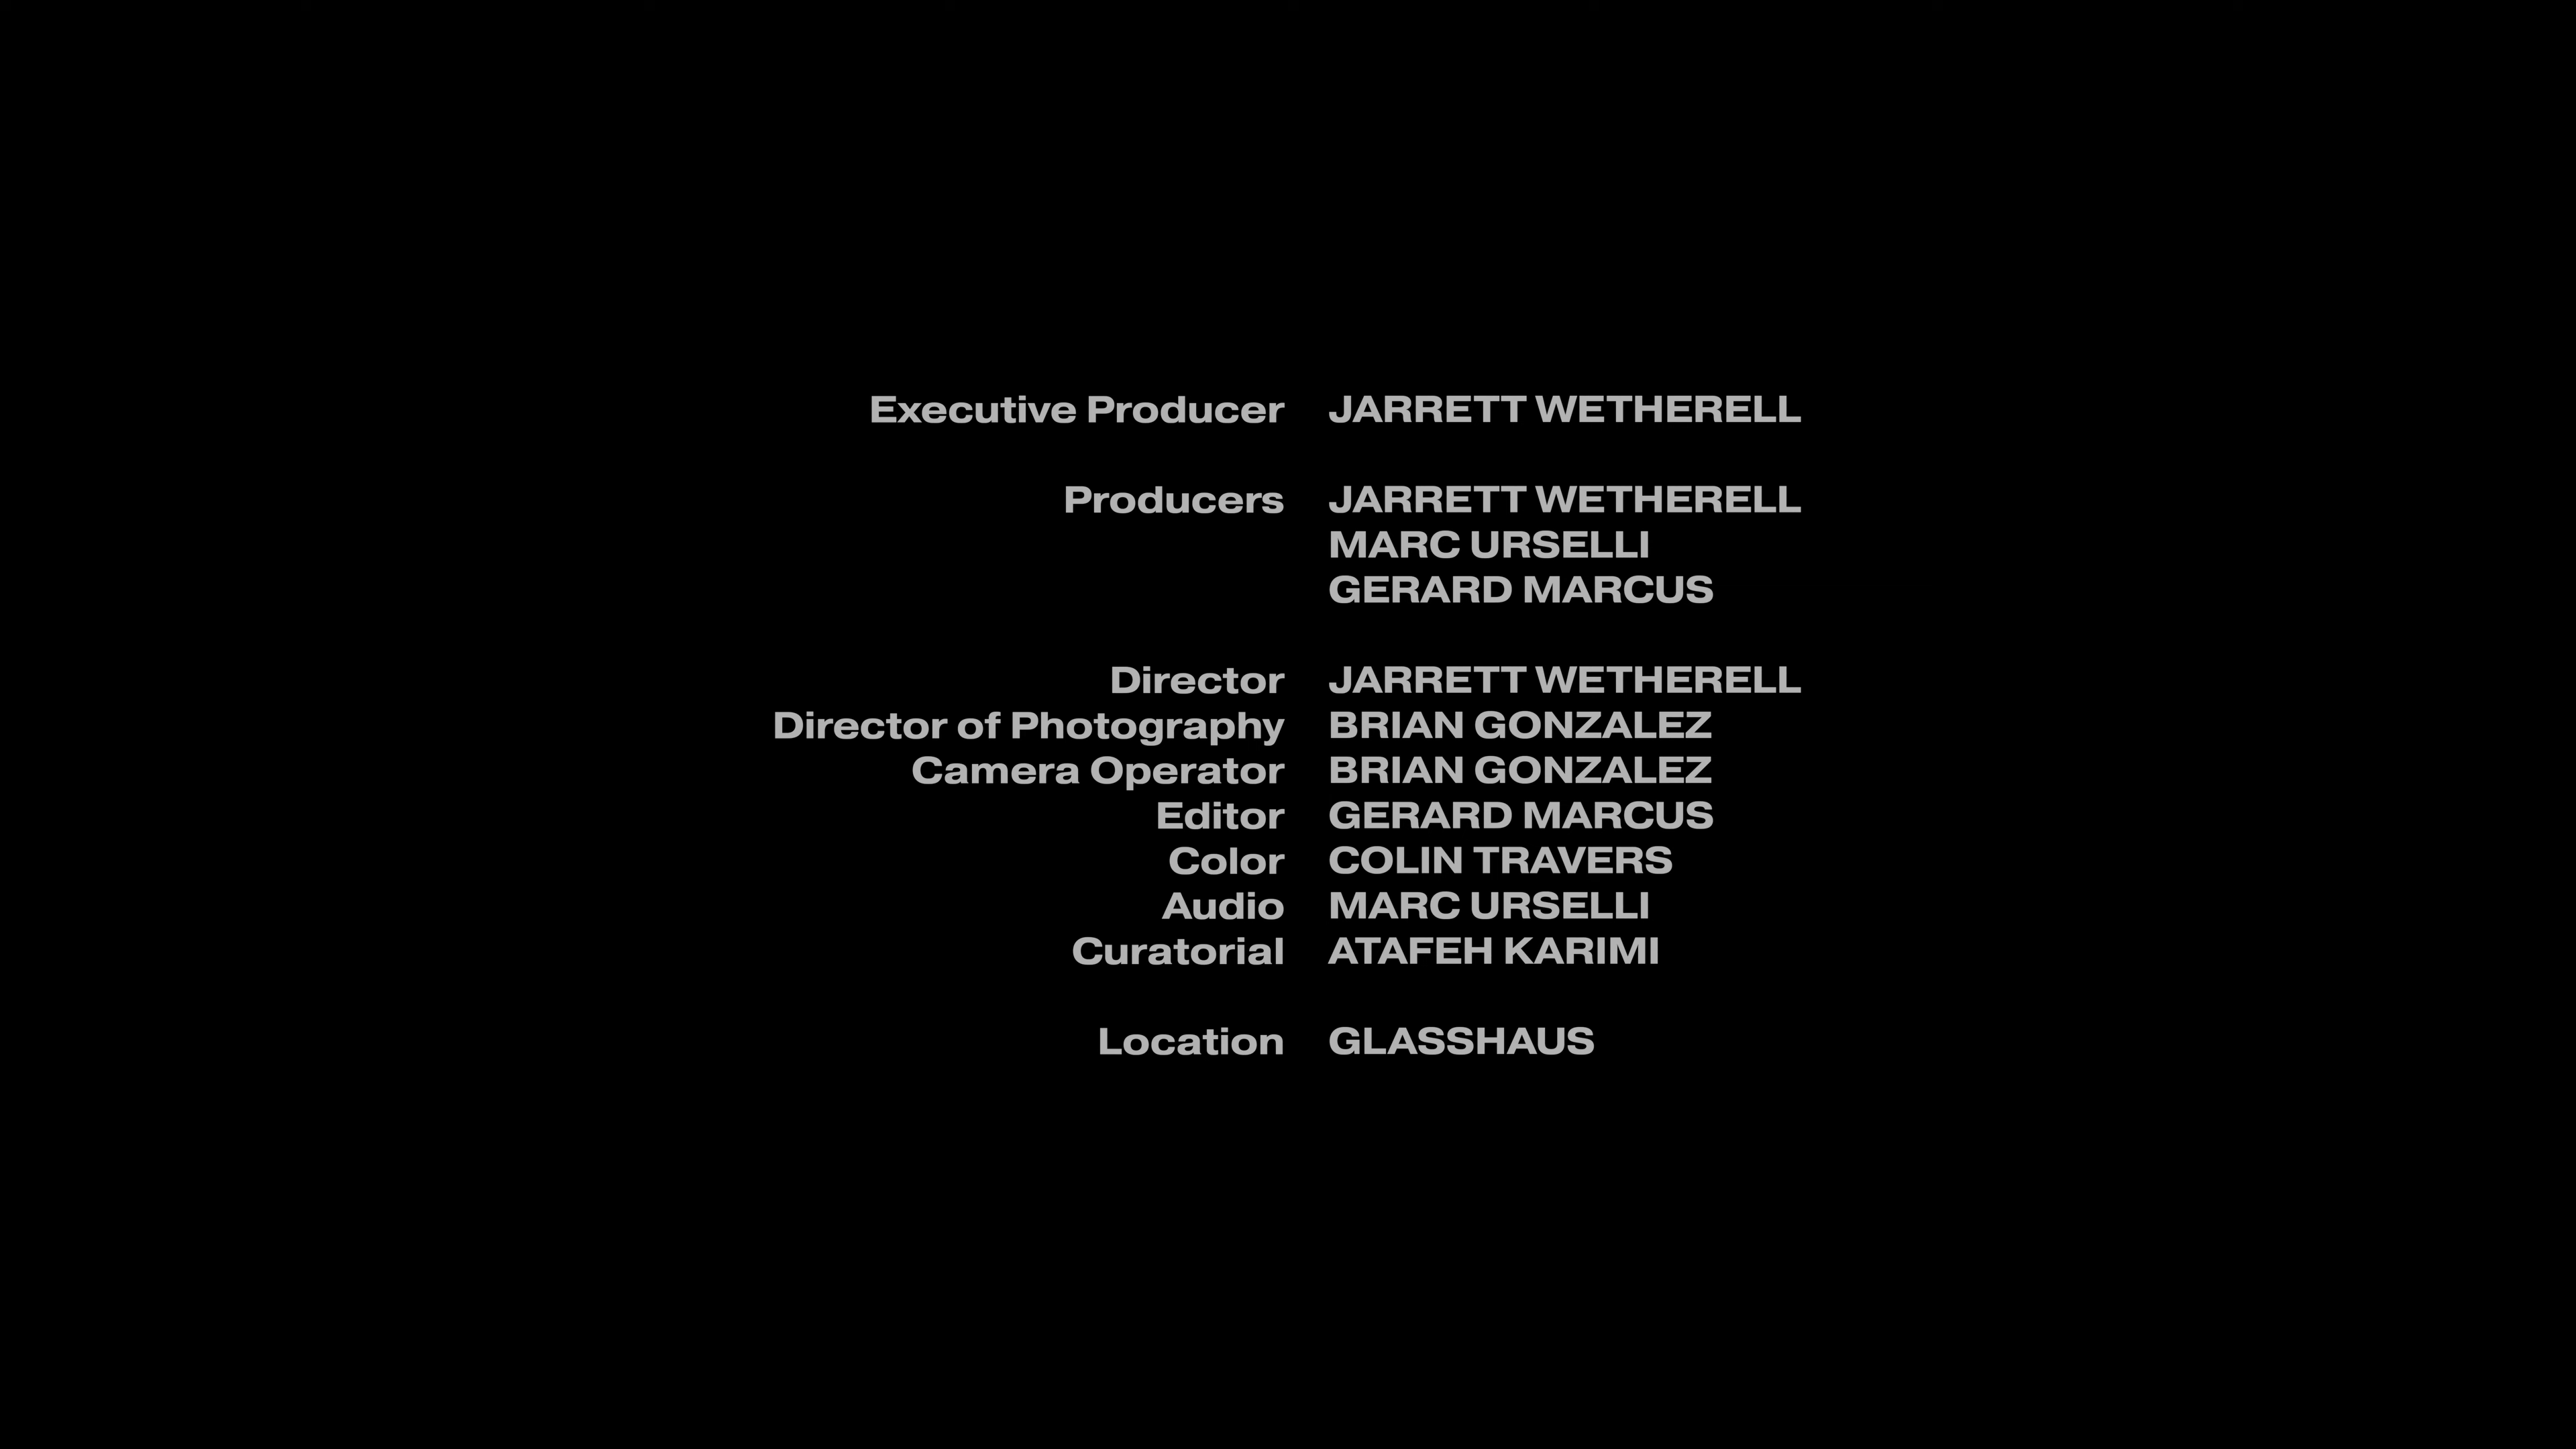 Executive Producer JARRETT WETHERELL
Producers JARRETT WETHERELL
MARC URSELLI
GERARD MARCUS
Director JARRETT WETHERELL
Director of Photography BRIAN GONZALEZ
Camera Operator BRIAN GONZALEZ
Editor GERARD MARCUS
Color COLIN TRAVERS
Audio MARC URSELLI
Curatorial ATAFEH KARIMI
Location GLASSHAUS